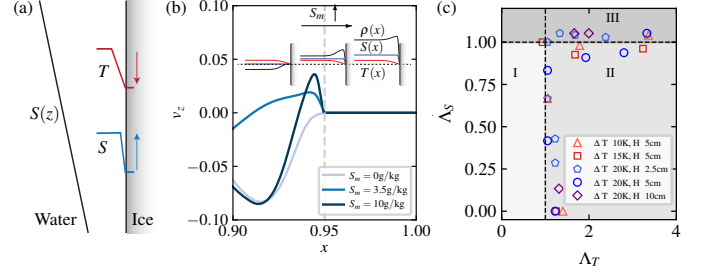 (a)
T
S(z)
S
Water
Ice
(b)
S_m
ρ(x)
S(x)
T(x)
v_z
0.10
0.05
0.00
−0.05
−0.10
S_m = 0g/kg
S_m = 3.5g/kg
S_m = 10g/kg
0.90
0.95
1.00
x
(c)
III
I
II
Λ_S
1.00
0.75
0.50
0.25
0.00
ΔT 10K, H 5cm
ΔT 15K, H 5cm
ΔT 20K, H 2.5cm
ΔT 20K, H 5cm
ΔT 20K, H 10cm
0
1
2
3
4
Λ_T